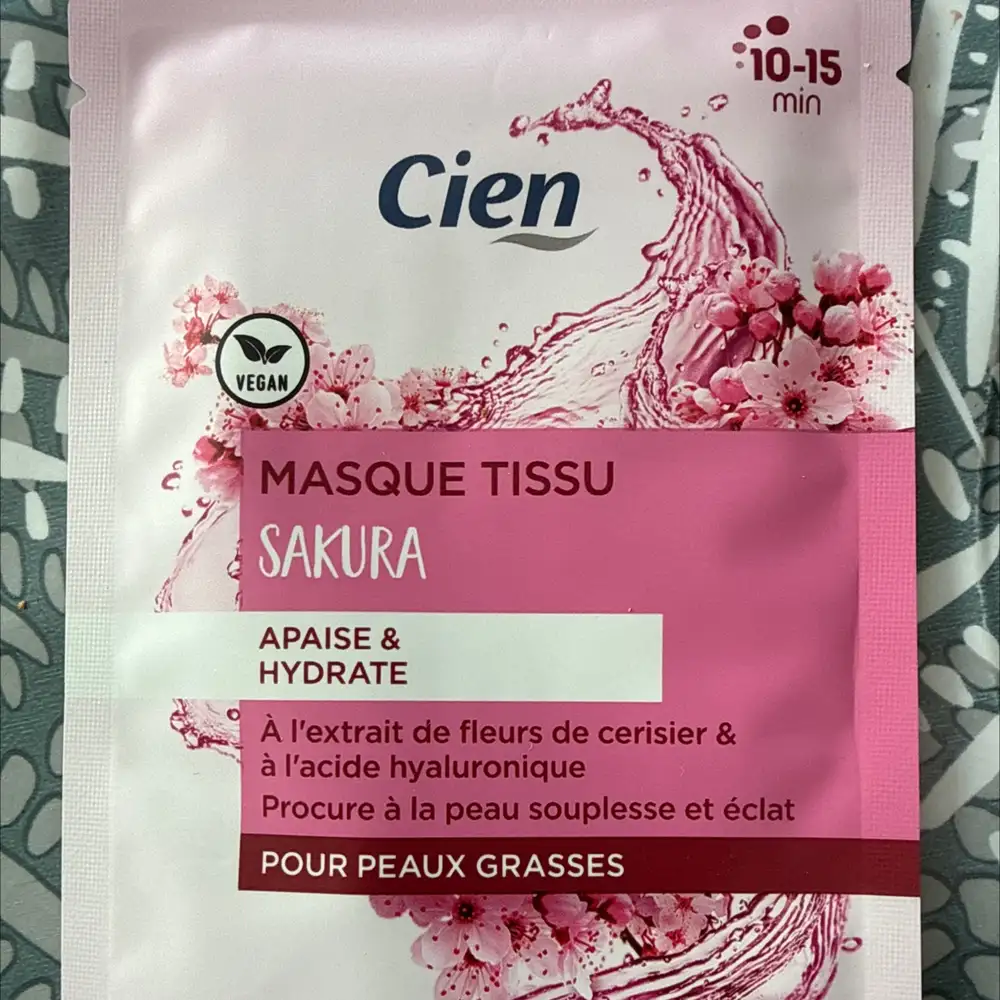 10-15
min
Cien
VEGAN
MASQUE TISSU
SAKURA
APAISE &
HYDRATE
À l'extrait de fleurs de cerisier &
à l'acide hyaluronique
Procure à la peau souplesse et éclat
POUR PEAUX GRASSES